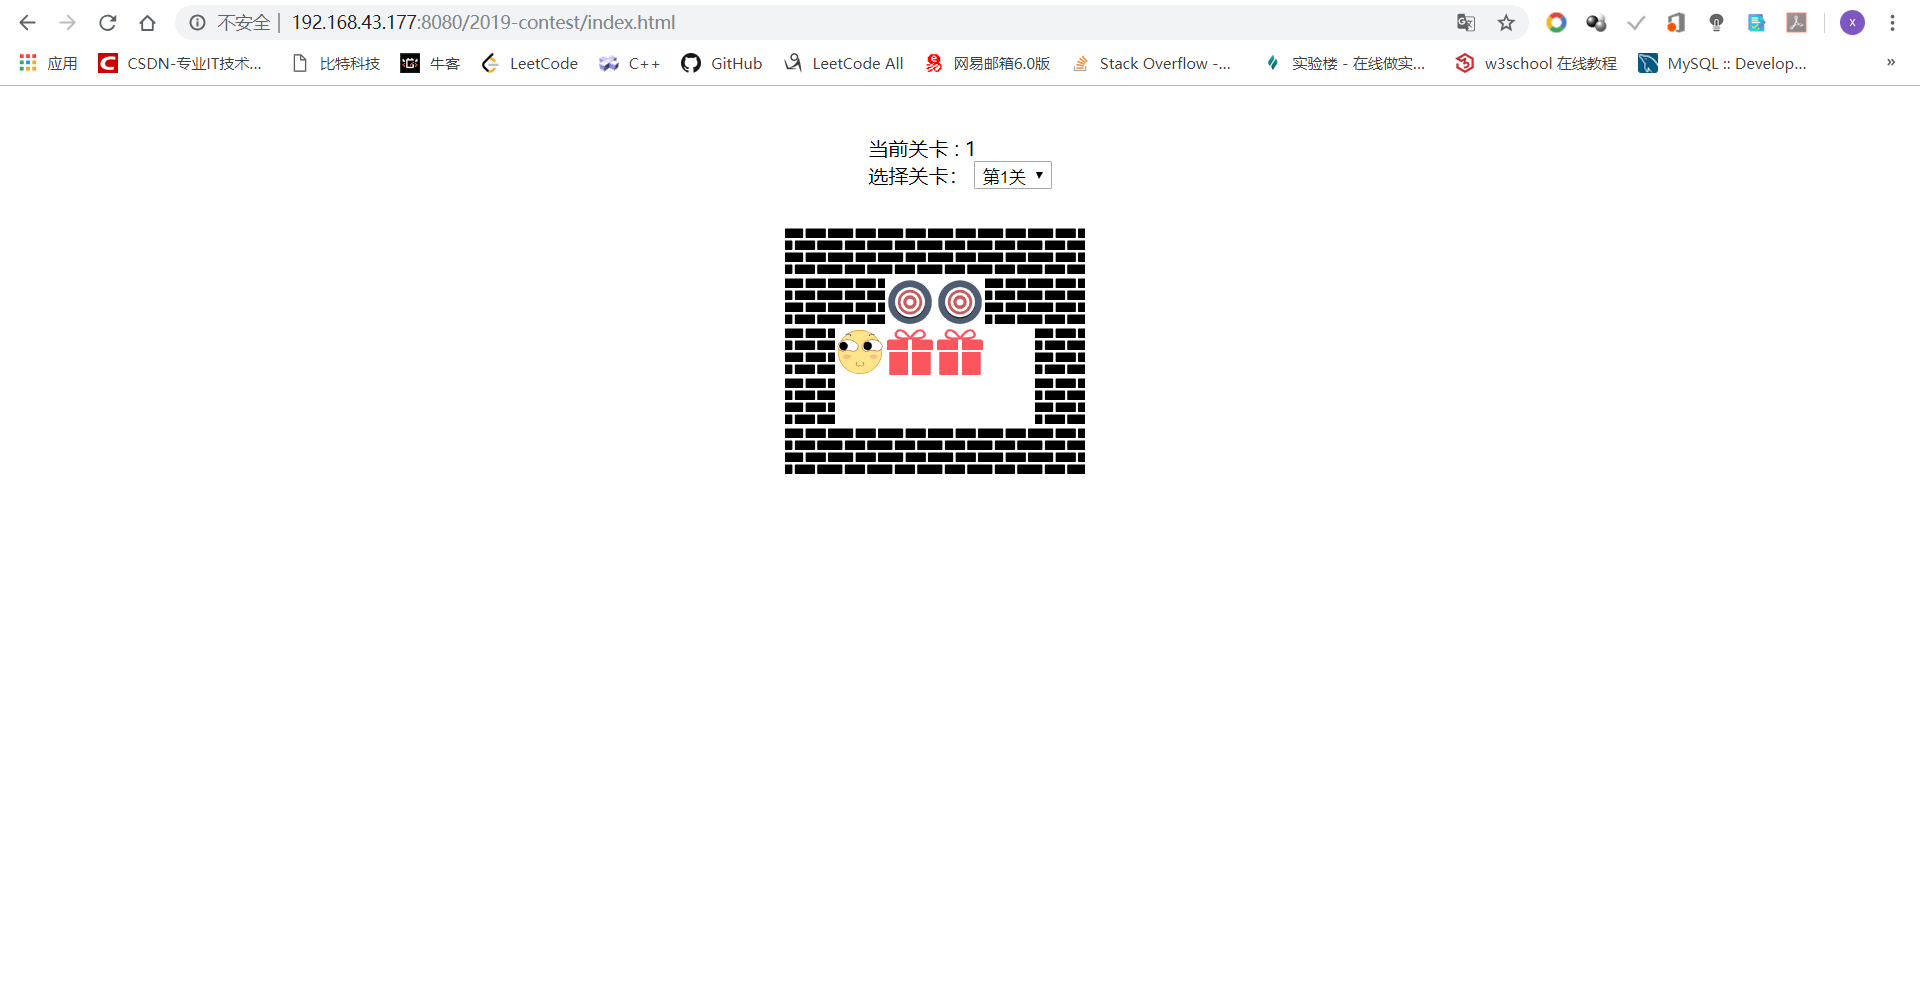 不安全 | 192.168.43.177:8080/2019-contest/index.html
X
应用 CSDN-专业IT技术... 比特科技 牛客 LeetCode C++ GitHub LeetCode All 网易邮箱6.0版 Stack Overflow -... 实验楼 - 在线做实... w3school 在线教程 MySQL :: Develop... »
当前关卡 : 1
选择关卡： 第1关